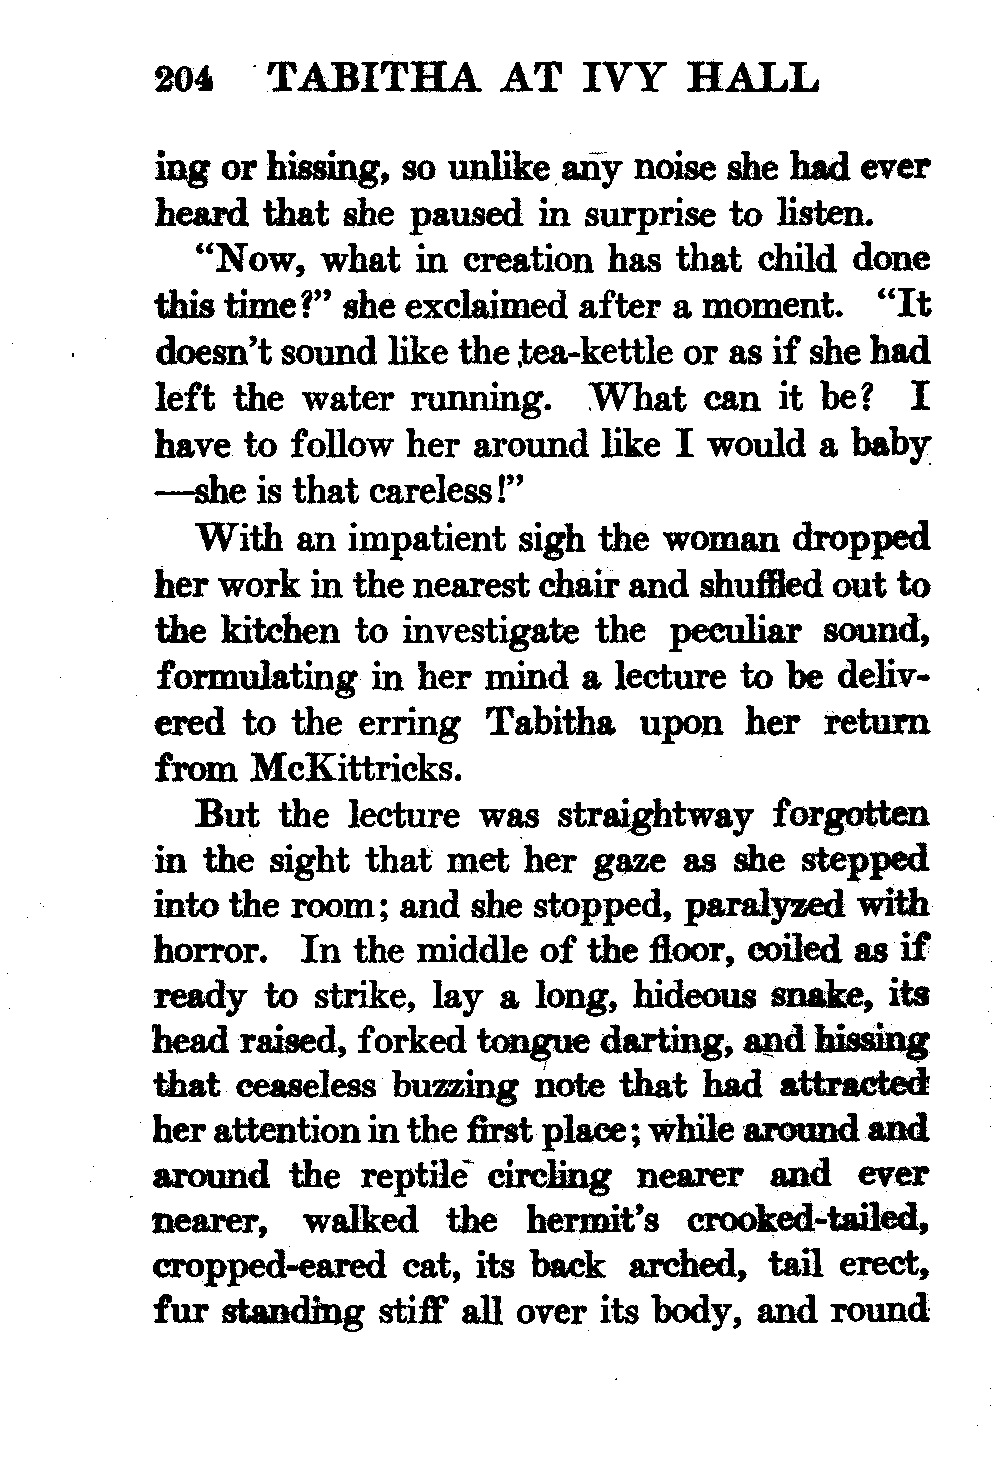 204 TABITHA AT IVY HALL
ing or hissing, so unlike any noise she had ever
heard that she paused in surprise to listen.
“Now, what in creation has that child done
this time?” she exclaimed after a moment. “It
doesn't sound like the tea-kettle or as if she had
left the water running. What can it be? I
have to follow her around like I would a baby
—she is that careless!”
With an impatient sigh the woman dropped
her work in the nearest chair and shuffled out to
the kitchen to investigate the peculiar sound,
formulating in her mind a lecture to be deliv-
ered to the erring Tabitha upon her return
from McKittricks.
But the lecture was straightway forgotten
in the sight that met her gaze as she stepped
into the room; and she stopped, paralyzed with
horror. In the middle of the floor, coiled as if
ready to strike, lay a long, hideous snake, its
head raised, forked tongue darting, and hissing
that ceaseless buzzing note that had attracted
her attention in the first place; while around and
around the reptile circling nearer and ever
nearer, walked the hermit's crooked-tailed,
cropped-eared cat, its back arched, tail erect,
fur standing stiff all over its body, and round